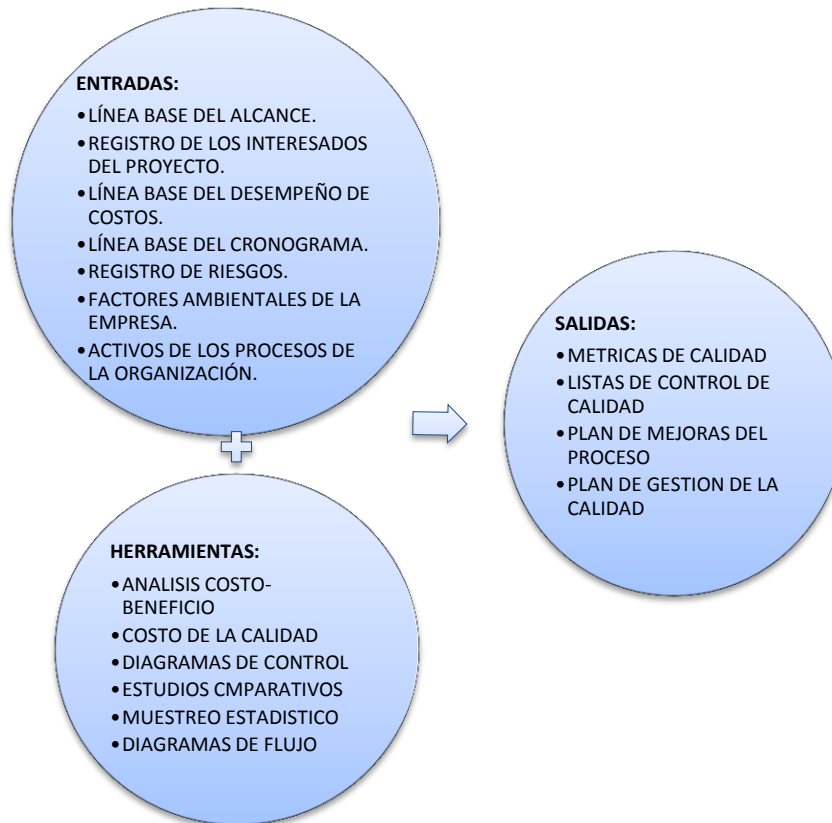 ENTRADAS:
•LÍNEA BASE DEL ALCANCE.
•REGISTRO DE LOS INTERESADOS
DEL PROYECTO.
•LÍNEA BASE DEL DESEMPEÑO DE
COSTOS.
•LÍNEA BASE DEL CRONOGRAMA.
•REGISTRO DE RIESGOS.
•FACTORES AMBIENTALES DE LA
EMPRESA.
•ACTIVOS DE LOS PROCESOS DE
LA ORGANIZACIÓN.
HERRAMIENTAS:
•ANALISIS COSTO-
BENEFICIO
•COSTO DE LA CALIDAD
•DIAGRAMAS DE CONTROL
•ESTUDIOS CMPARATIVOS
•MUESTREO ESTADISTICO
•DIAGRAMAS DE FLUJO
SALIDAS:
•METRICAS DE CALIDAD
•LISTAS DE CONTROL DE
CALIDAD
•PLAN DE MEJORAS DEL
PROCESO
•PLAN DE GESTION DE LA
CALIDAD